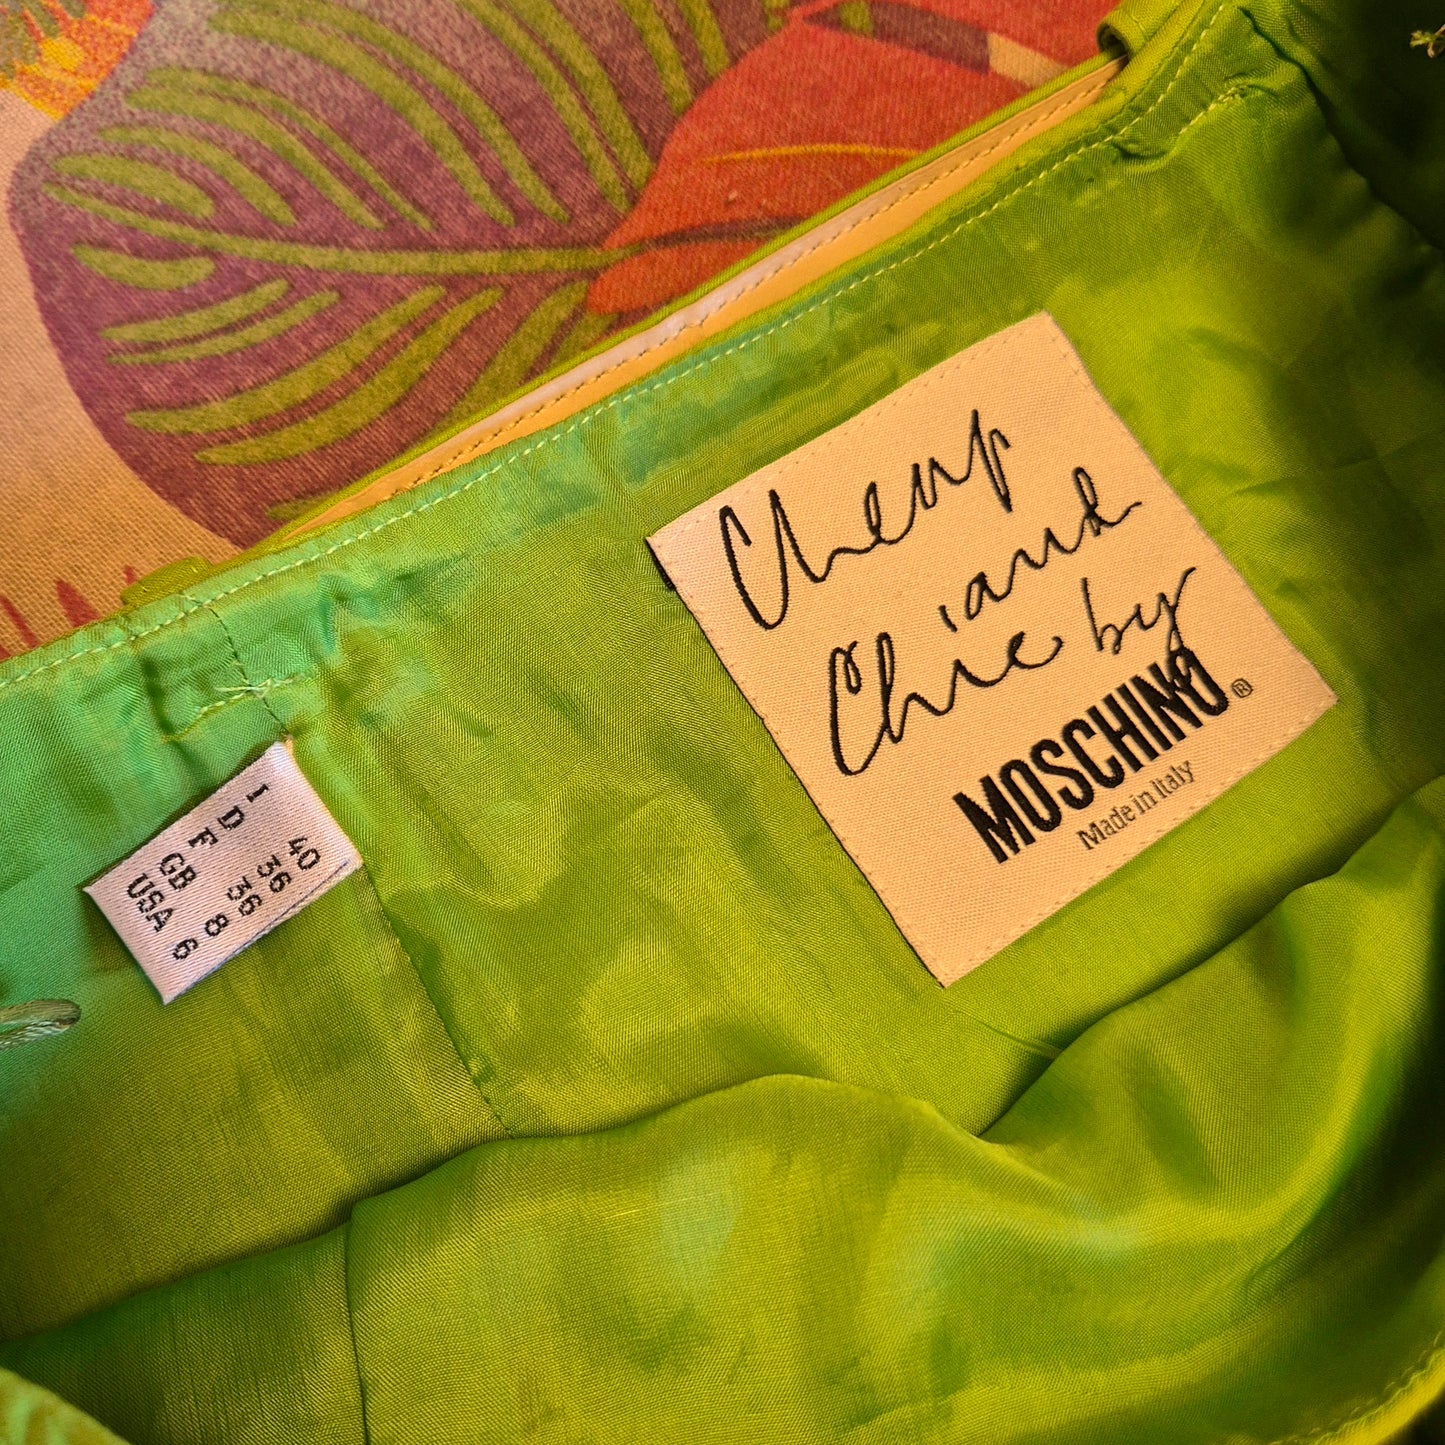 Cheap
and
Chic by
MOSCHINO®
Made in Italy
I 40
D 36
F 36
GB 8
USA 6